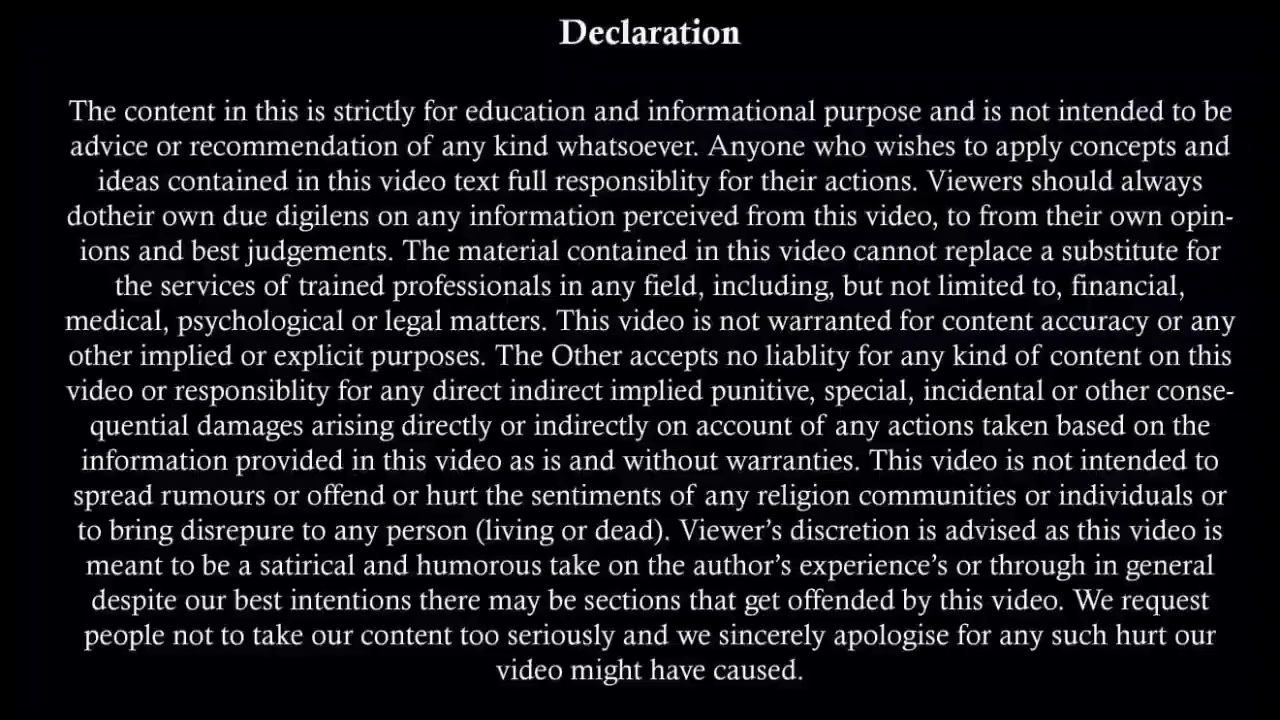 Declaration
The content in this is strictly for education and informational purpose and is not intended to be
advice or recommendation of any kind whatsoever. Anyone who wishes to apply concepts and
ideas contained in this video text full responsiblity for their actions. Viewers should always
dotheir own due digilens on any information perceived from this video, to from their own opin-
ions and best judgements. The material contained in this video cannot replace a substitute for
the services of trained professionals in any field, including, but not limited to, financial,
medical, psychological or legal matters. This video is not warranted for content accuracy or any
other implied or explicit purposes. The Other accepts no liablity for any kind of content on this
video or responsiblity for any direct indirect implied punitive, special, incidental or other conse-
quential damages arising directly or indirectly on account of any actions taken based on the
information provided in this video as is and without warranties. This video is not intended to
spread rumours or offend or hurt the sentiments of any religion communities or individuals or
to bring disrepure to any person (living or dead). Viewer’s discretion is advised as this video is
meant to be a satirical and humorous take on the author’s experience’s or through in general
despite our best intentions there may be sections that get offended by this video. We request
people not to take our content too seriously and we sincerely apologise for any such hurt our
video might have caused.